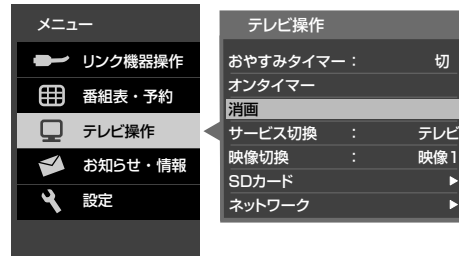 メニュー
リンク機器操作
番組表・予約
テレビ操作
お知らせ・情報
設定
テレビ操作
おやすみタイマー： 切
オンタイマー
消画
サービス切換 ： テレビ
映像切換 ： 映像1
SDカード
ネットワーク